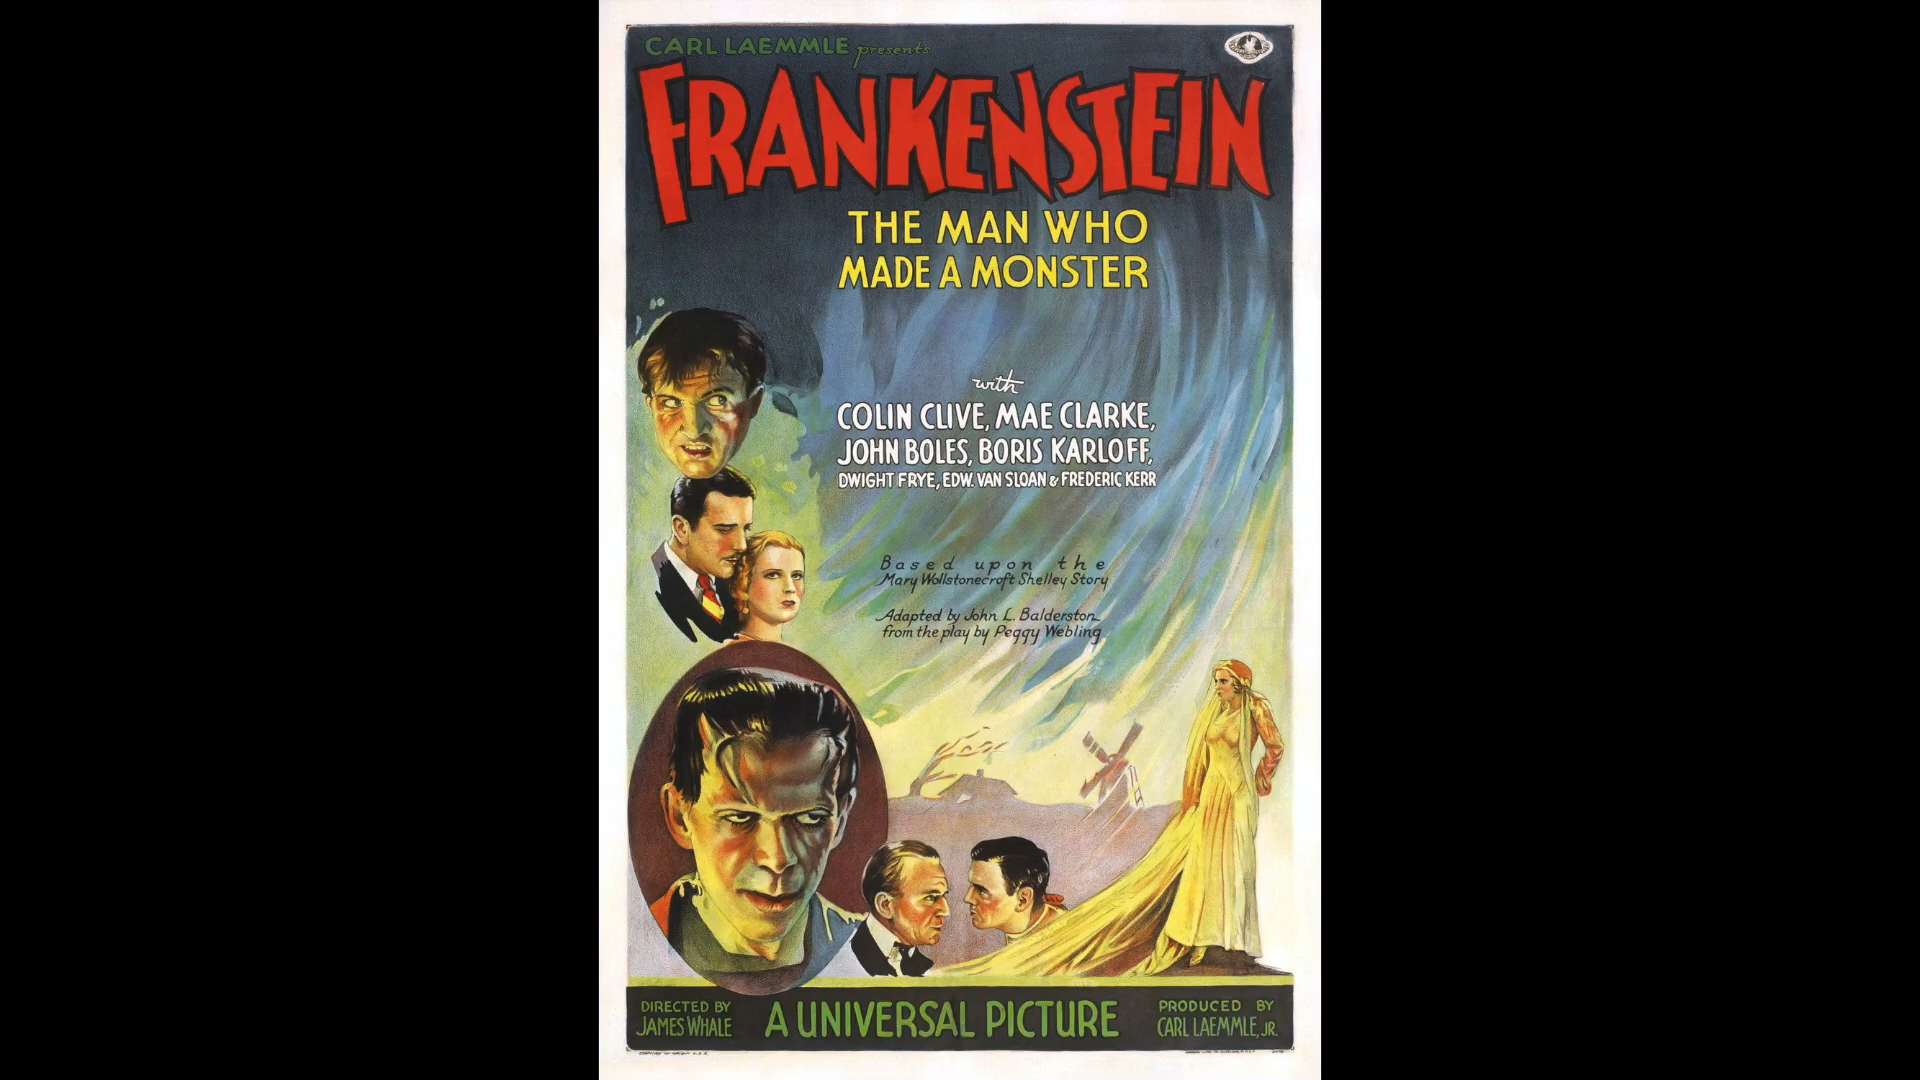 CARL LAEMMLE presents
FRANKENSTEIN
THE MAN WHO
MADE A MONSTER
with
COLIN CLIVE, MAE CLARKE,
JOHN BOLES, BORIS KARLOFF,
DWIGHT FRYE, EDW. VAN SLOAN & FREDERIC KERR
Based upon the
Mary Wollstonecroft Shelley Story
Adapted by John L. Balderston
from the play by Peggy Webling
DIRECTED BY
JAMES WHALE
A UNIVERSAL PICTURE
PRODUCED BY
CARL LAEMMLE, JR.